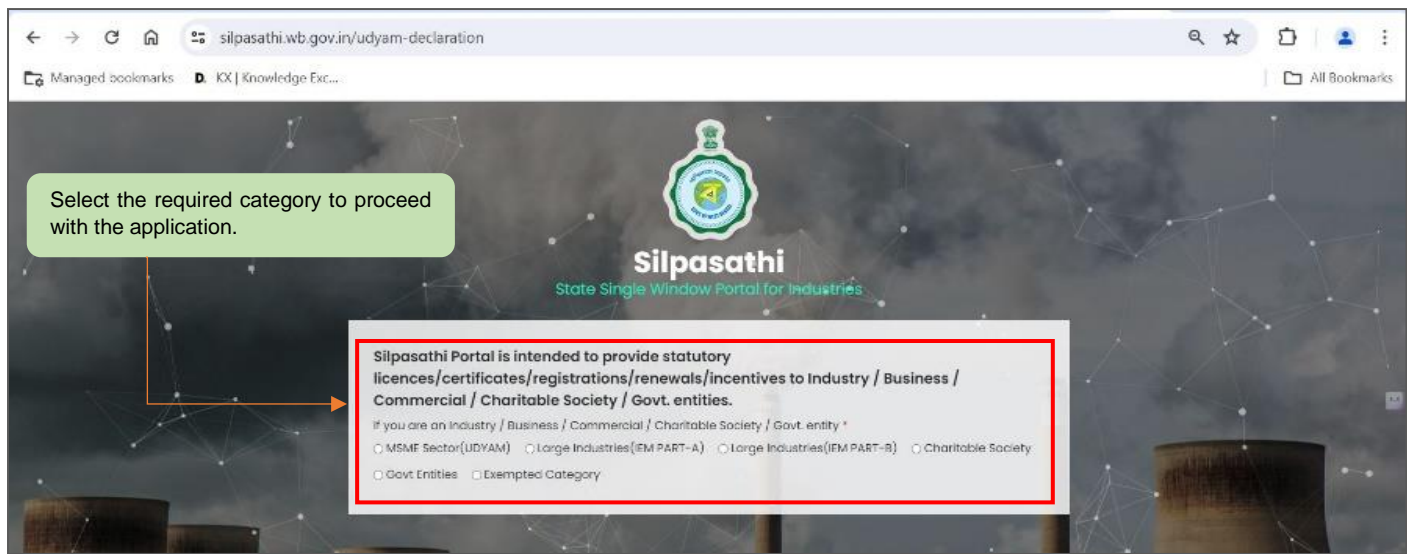 silpasathi.wb.gov.in/udyam-declaration
Managed bookmarks D. KX | Knowledge Exc... All Bookmarks
Select the required category to proceed
with the application.
Silpasathi
State Single Window Portal for Industries
Silpasathi Portal is intended to provide statutory
licences/certificates/registrations/renewals/incentives to Industry / Business /
Commercial / Charitable Society / Govt. entities.
If you are an Industry / Business / Commercial / Charitable Society / Govt. entity *
MSME Sector(UDYAM) Large Industries(IEM PART-A) Large Industries(IEM PART-B) Charitable Society
Govt Entities Exempted Category